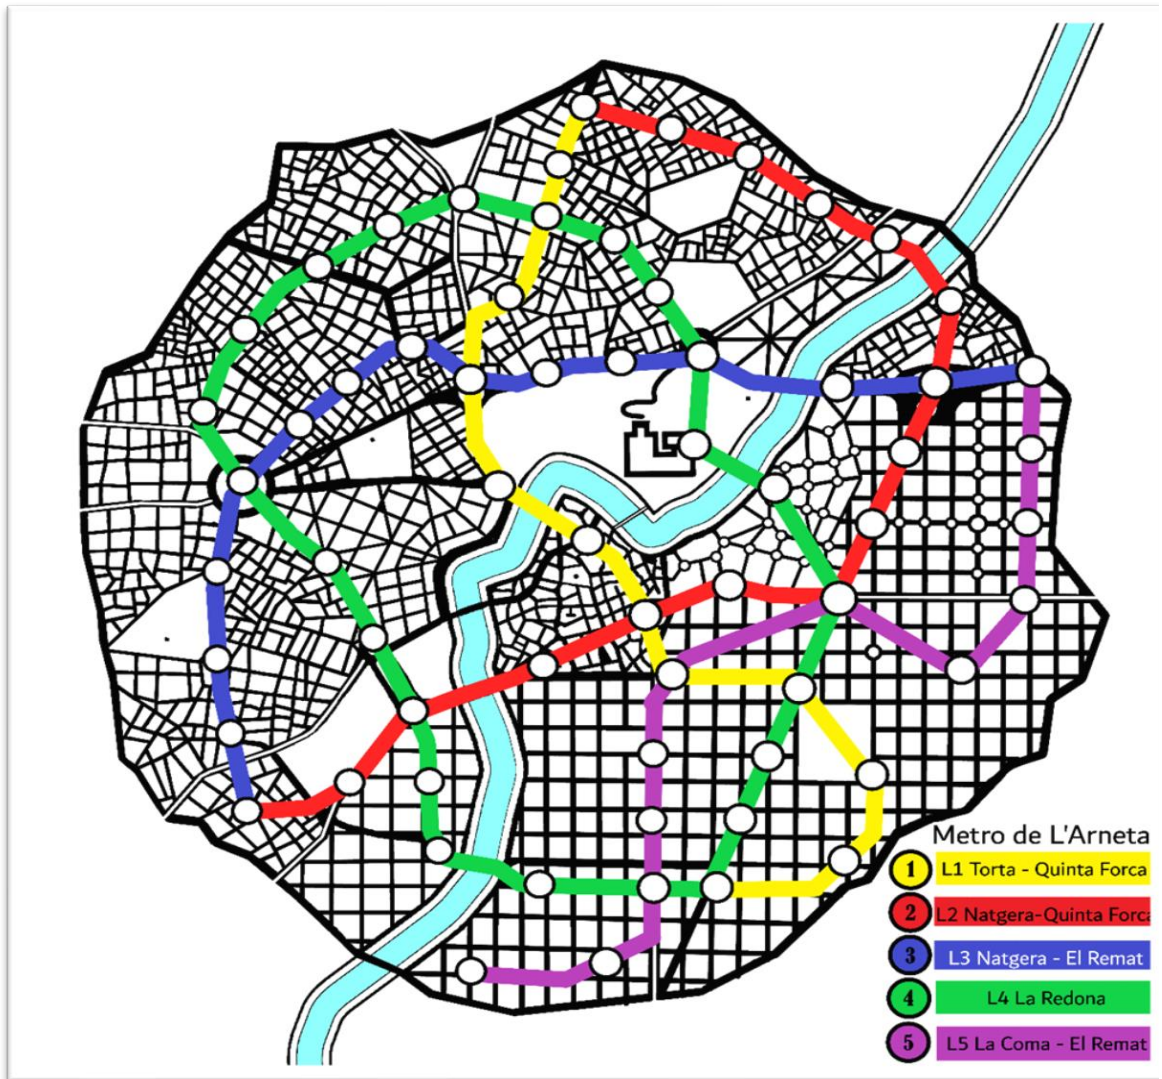 Metro de L'Arneta
1 L1 Torta - Quinta Forca
2 L2 Natgera-Quinta Forca
3 L3 Natgera - El Remat
4 L4 La Redona
5 L5 La Coma - El Remat